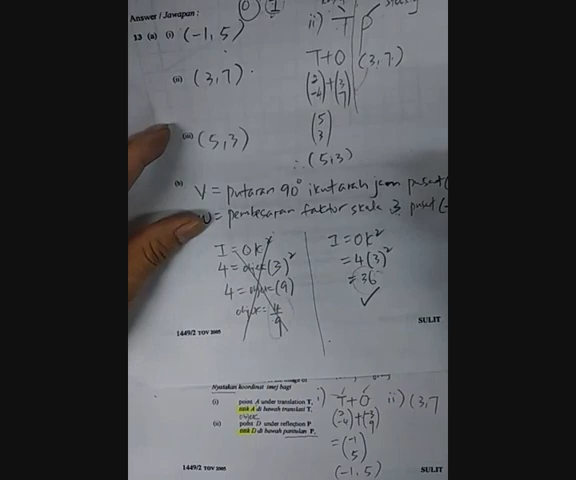 Answer / Jawapan :
13 (a) (i) (-1, 5)
(ii) (3, 7)
(iii) (5, 3)
ii) T P
T+O (3, 7)
(2 -4) + (3 7)
(5 3)
∴ (5, 3)
(b) V = putaran 90° ikut arah jam pusat (
W = pembesaran faktor skala 3 pusat (-
I = OK²
4 = objek (3)²
4 = objek (9)
objek = 4/9
I = OK²
= 4(3)²
= 36
✓
1449/2 TOV 2005
SULIT
Nyatakan koordinat imej bagi
(i) point A under translation T,
titik A di bawah translasi T,
objek
(ii) point D under reflection P
titik D di bawah pantulan P,
i) T+O
(2 -4) + (-3 9)
= (-1 5)
(-1, 5)
ii) (3, 7
1449/2 TOV 2005
SULIT